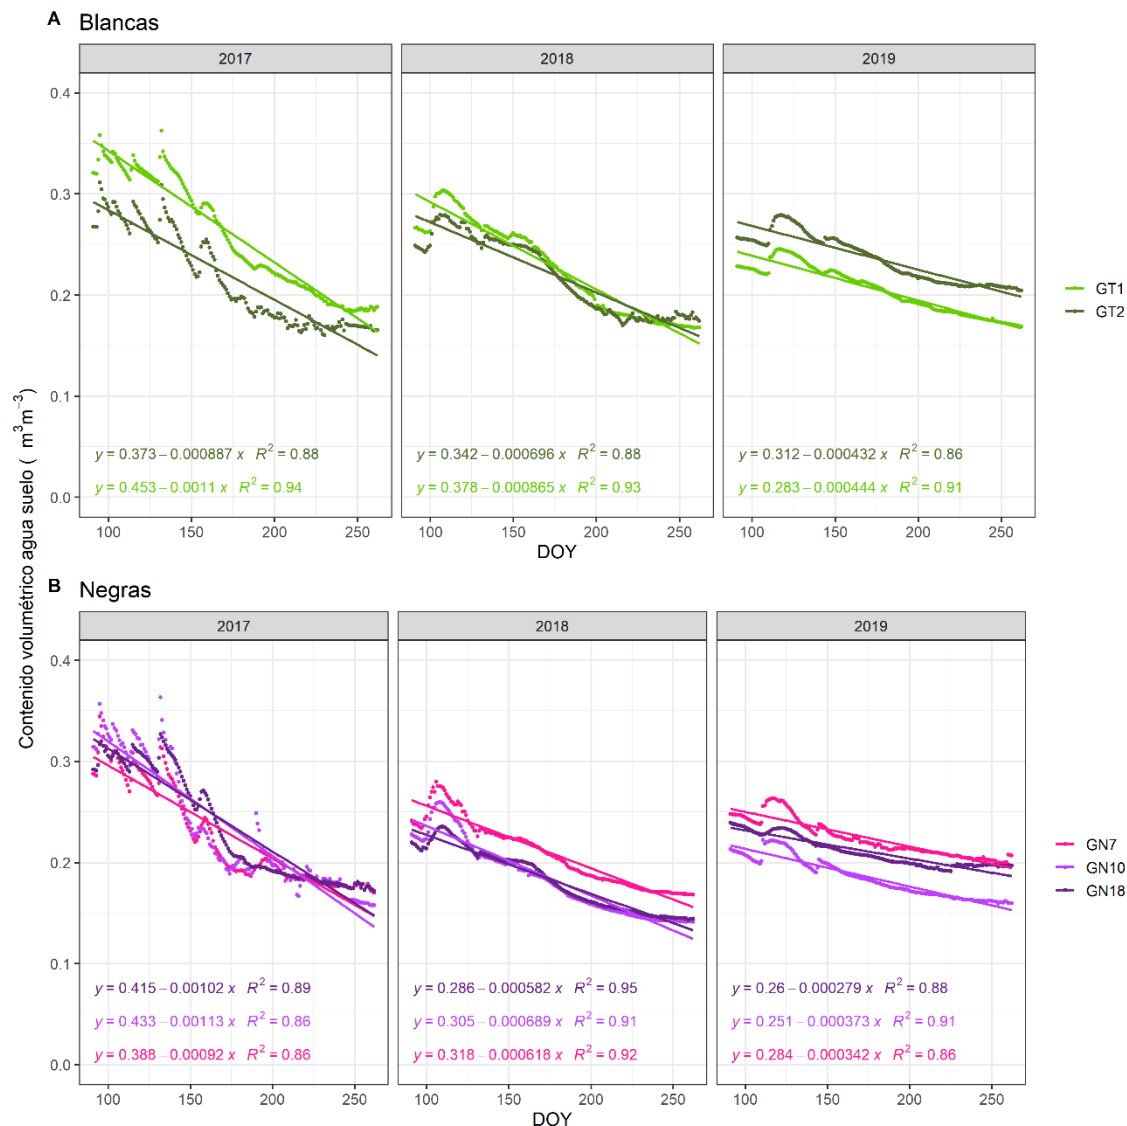 A Blancas
2017 2018 2019
0.4
0.3
0.2
0.1
0.0
y = 0.373 − 0.000887 x R² = 0.88
y = 0.453 − 0.0011 x R² = 0.94
y = 0.342 − 0.000696 x R² = 0.88
y = 0.378 − 0.000865 x R² = 0.93
y = 0.312 − 0.000432 x R² = 0.86
y = 0.283 − 0.000444 x R² = 0.91
100 150 200 250 100 150 200 250 100 150 200 250
DOY
GT1
GT2
Contenido volumétrico agua suelo ( m³m⁻³)
B Negras
2017 2018 2019
0.4
0.3
0.2
0.1
0.0
y = 0.415 − 0.00102 x R² = 0.89
y = 0.433 − 0.00113 x R² = 0.86
y = 0.388 − 0.00092 x R² = 0.86
y = 0.286 − 0.000582 x R² = 0.95
y = 0.305 − 0.000689 x R² = 0.91
y = 0.318 − 0.000618 x R² = 0.92
y = 0.26 − 0.000279 x R² = 0.88
y = 0.251 − 0.000373 x R² = 0.91
y = 0.284 − 0.000342 x R² = 0.86
100 150 200 250 100 150 200 250 100 150 200 250
DOY
GN7
GN10
GN18